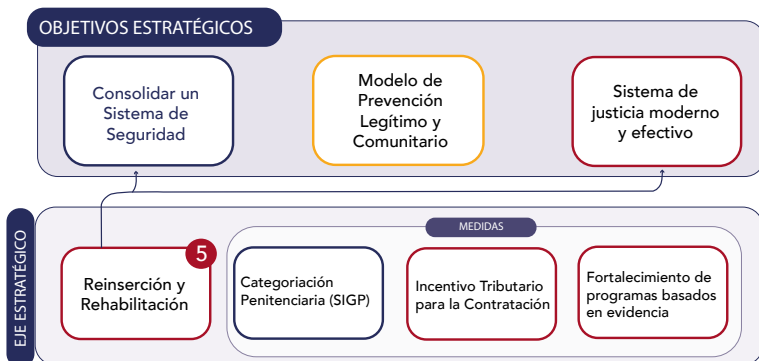 OBJETIVOS ESTRATÉGICOS
Consolidar un
Sistema de
Seguridad
Modelo de
Prevención
Legítimo y
Comunitario
Sistema de
justicia moderno
y efectivo
EJE ESTRATÉGICO
5
Reinserción y
Rehabilitación
MEDIDAS
Categoriación
Penitenciaria (SIGP)
Incentivo Tributario
para la Contratación
Fortalecimiento de
programas basados
en evidencia